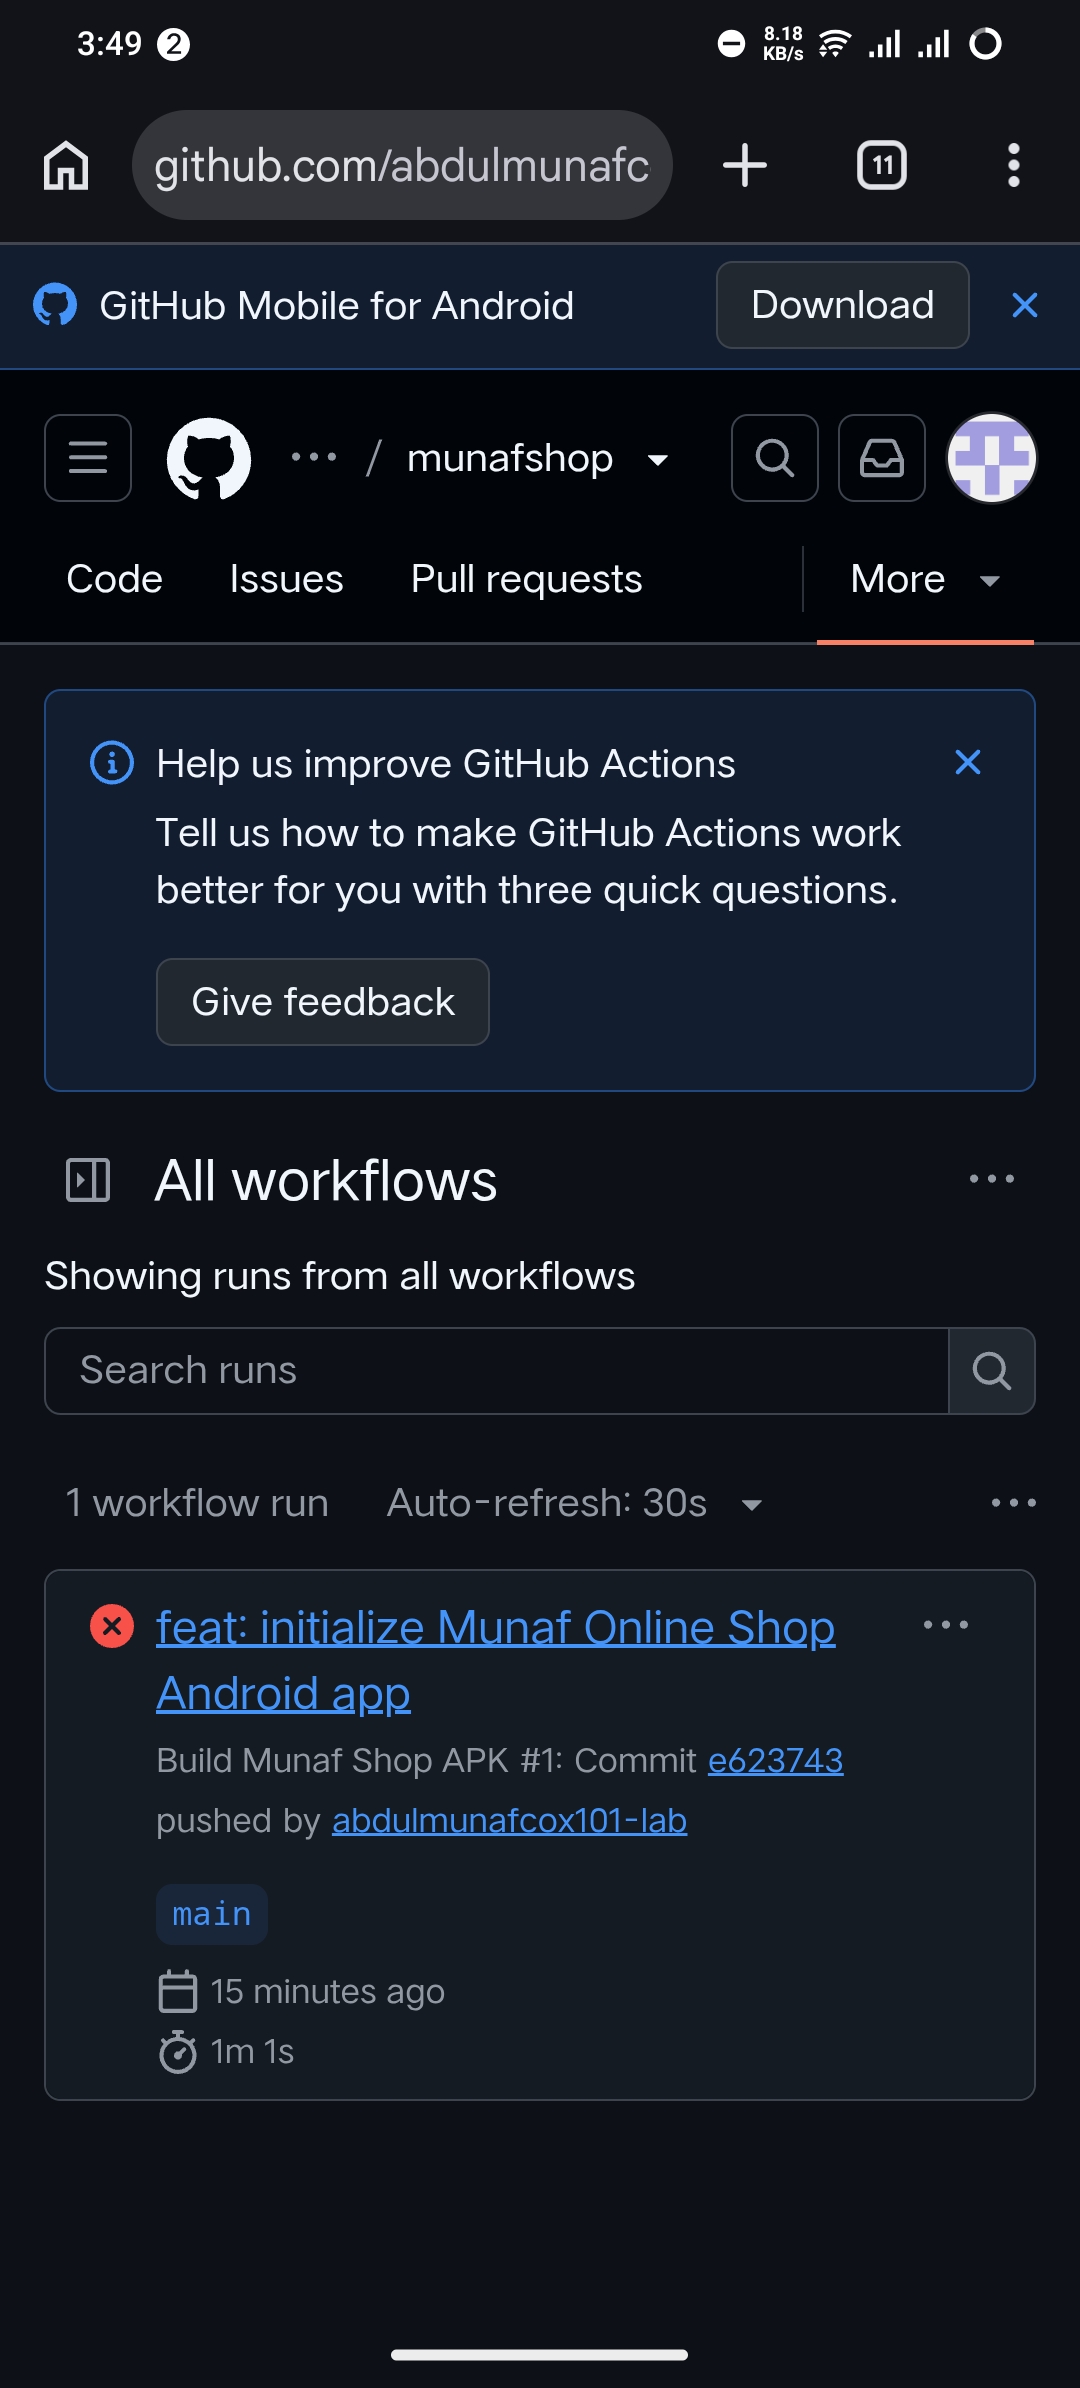 3:49 2 8.18 KB/s
github.com/abdulmunafc 11
GitHub Mobile for Android Download
/ munafshop
Code Issues Pull requests More
Help us improve GitHub Actions
Tell us how to make GitHub Actions work
better for you with three quick questions.
Give feedback
All workflows
Showing runs from all workflows
Search runs
1 workflow run Auto-refresh: 30s
feat: initialize Munaf Online Shop
Android app
Build Munaf Shop APK #1: Commit e623743
pushed by abdulmunafcox101-lab
main
15 minutes ago
1m 1s